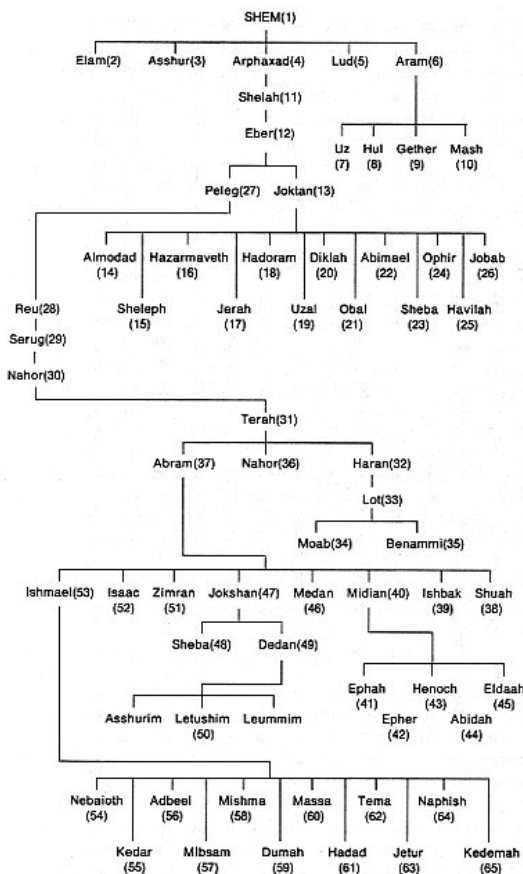 SHEM(1)
Elam(2) Asshur(3) Arphaxad(4) Lud(5) Aram(6)
Shelah(11)
Eber(12)
Uz Hul Gether Mash
(7) (8) (9) (10)
Peleg(27) Joktan(13)
Almodad Hazarmaveth Hadoram Diklah Abimael Ophir Jobab
(14) (16) (18) (20) (22) (24) (26)
Reu(28) Sheleph Jerah Uzal Obal Sheba Havilah
(15) (17) (19) (21) (23) (25)
Serug(29)
Nahor(30)
Terah(31)
Abram(37) Nahor(36) Haran(32)
Lot(33)
Moab(34) Benammi(35)
Ishmael(53) Isaac Zimran Jokshan(47) Medan Midian(40) Ishbak Shuah
(52) (51) (46) (39) (38)
Sheba(48) Dedan(49)
Ephah Henoch Eldaah
(41) (43) (45)
Asshurim Letushim Leummim
(50)
Epher Abidah
(42) (44)
Nebaioth Adbeel Mishma Massa Tema Naphish
(54) (56) (58) (60) (62) (64)
Kedar MIbsam Dumah Hadad Jetur Kedemah
(55) (57) (59) (61) (63) (65)